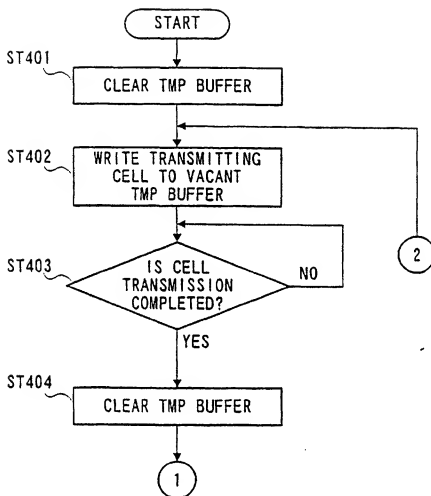 START
ST401
CLEAR TMP BUFFER
ST402
WRITE TRANSMITTING
CELL TO VACANT
TMP BUFFER
2
ST403
IS CELL
TRANSMISSION
COMPLETED?
NO
YES
ST404
CLEAR TMP BUFFER
1